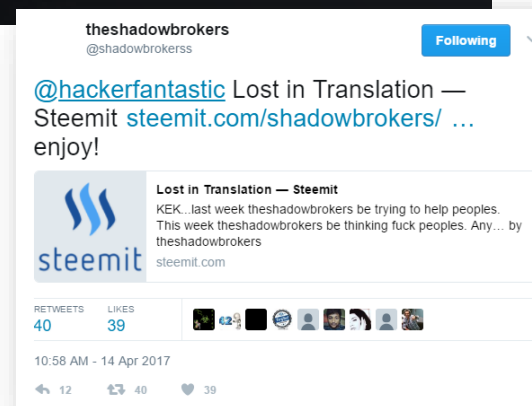 theshadowbrokers
@shadowbrokerss
Following
@hackerfantastic Lost in Translation —
Steemit steemit.com/shadowbrokers/ …
enjoy!
Lost in Translation — Steemit
KEK...last week theshadowbrokers be trying to help peoples.
This week theshadowbrokers be thinking fuck peoples. Any… by
theshadowbrokers
steemit.com
steemit
RETWEETS LIKES
40 39
10:58 AM - 14 Apr 2017
12 40 39